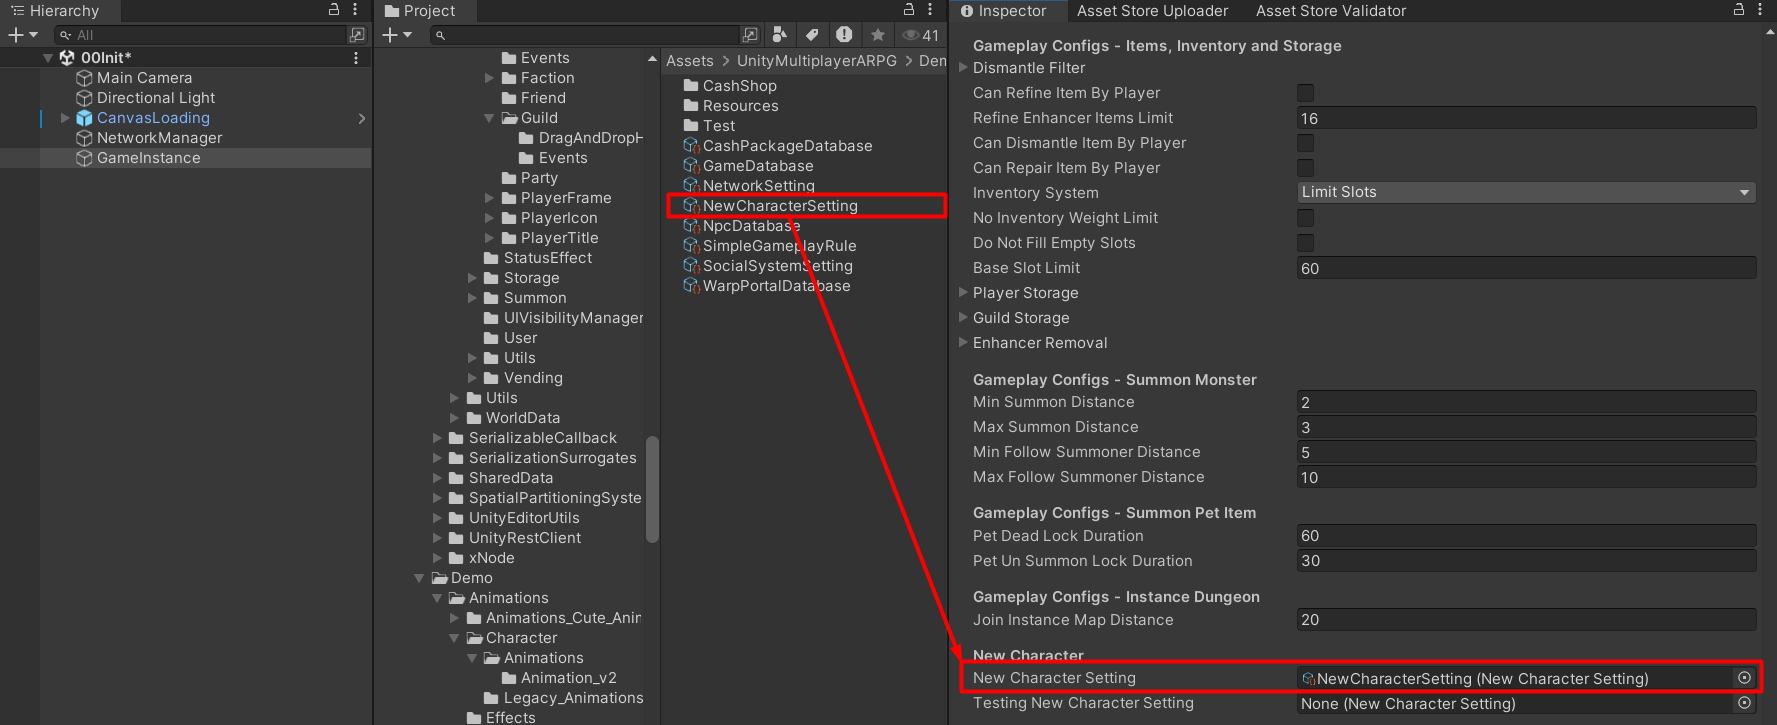 Hierarchy
All
00Init*
Main Camera
Directional Light
CanvasLoading
NetworkManager
GameInstance
Project
41
Events
Faction
Friend
Guild
DragAndDropH
Events
Party
PlayerFrame
PlayerIcon
PlayerTitle
StatusEffect
Storage
Summon
UIVisibilityManager
User
Utils
Vending
Utils
WorldData
SerializableCallback
SerializationSurrogates
SharedData
SpatialPartitioningSyste
UnityEditorUtils
UnityRestClient
xNode
Demo
Animations
Animations_Cute_Anir
Character
Animations
Animation_v2
Legacy_Animations
Effects
Assets > UnityMultiplayerARPG > Dem
CashShop
Resources
Test
CashPackageDatabase
GameDatabase
NetworkSetting
NewCharacterSetting
NpcDatabase
SimpleGameplayRule
SocialSystemSetting
WarpPortalDatabase
Inspector Asset Store Uploader Asset Store Validator
Gameplay Configs - Items, Inventory and Storage
Dismantle Filter
Can Refine Item By Player
Refine Enhancer Items Limit 16
Can Dismantle Item By Player
Can Repair Item By Player
Inventory System Limit Slots
No Inventory Weight Limit
Do Not Fill Empty Slots
Base Slot Limit 60
Player Storage
Guild Storage
Enhancer Removal
Gameplay Configs - Summon Monster
Min Summon Distance 2
Max Summon Distance 3
Min Follow Summoner Distance 5
Max Follow Summoner Distance 10
Gameplay Configs - Summon Pet Item
Pet Dead Lock Duration 60
Pet Un Summon Lock Duration 30
Gameplay Configs - Instance Dungeon
Join Instance Map Distance 20
New Character
New Character Setting NewCharacterSetting (New Character Setting)
Testing New Character Setting None (New Character Setting)